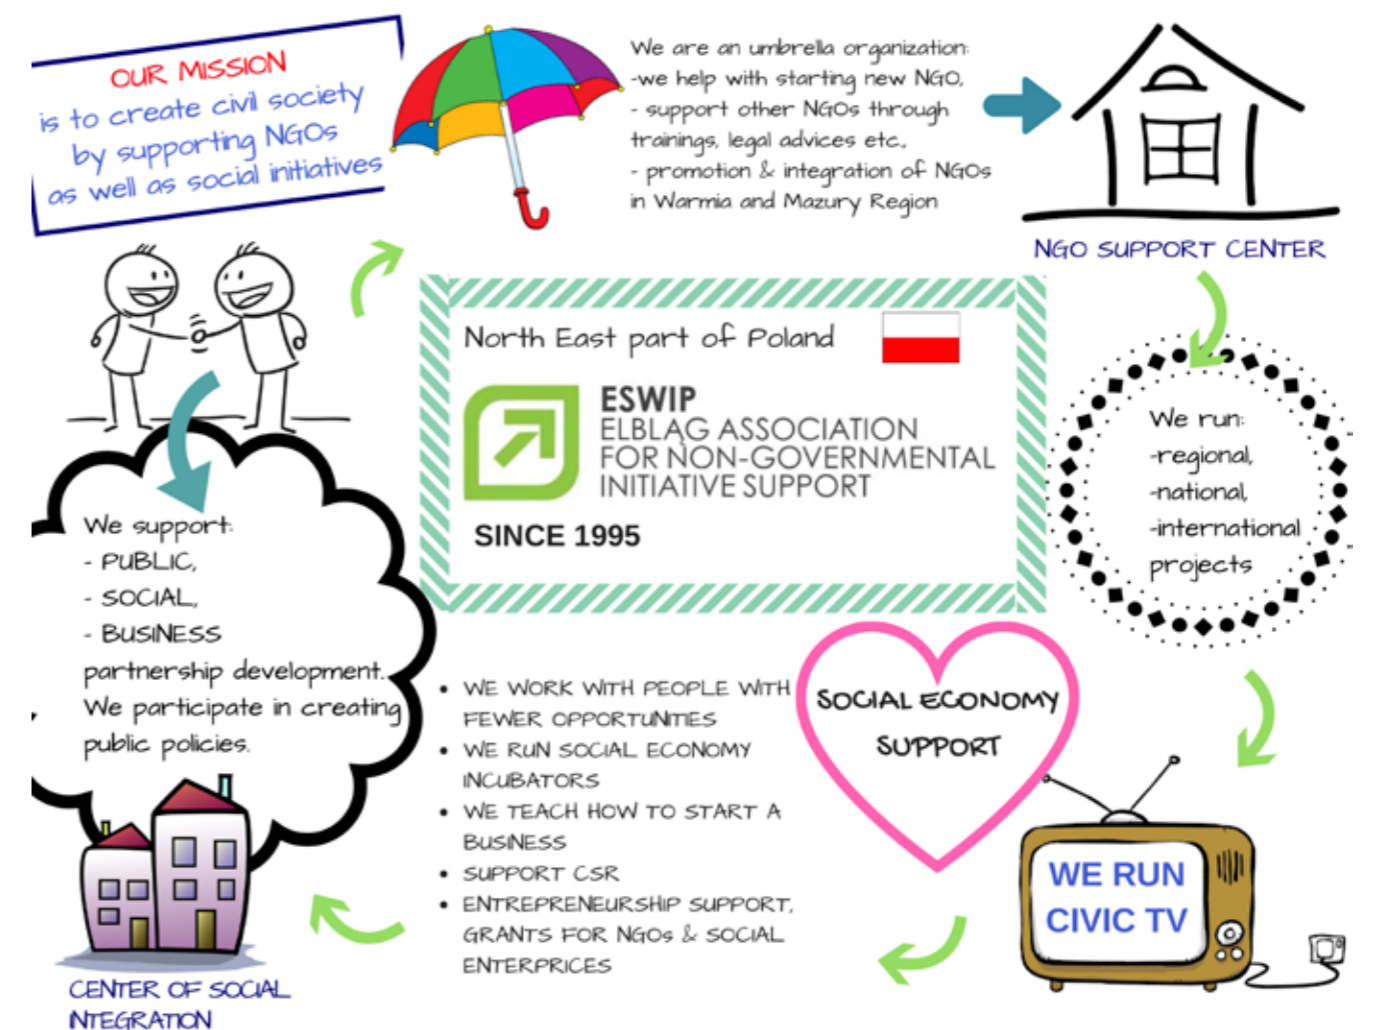 OUR MISSION
is to create civil society
by supporting NGOs
as well as social initiatives
We are an umbrella organization:
-we help with starting new NGO,
- support other NGOs through
trainings, legal advices etc.,
- promotion & integration of NGOs
in Warmia and Mazury Region
NGO SUPPORT CENTER
North East part of Poland
ESWIP
ELBLĄG ASSOCIATION
FOR NON-GOVERNMENTAL
INITIATIVE SUPPORT
SINCE 1995
We run:
-regional,
-national,
-international
projects
We support:
- PUBLIC,
- SOCIAL,
- BUSINESS
partnership development.
We participate in creating
public policies.
• WE WORK WITH PEOPLE WITH
FEWER OPPORTUNITIES
• WE RUN SOCIAL ECONOMY
INCUBATORS
• WE TEACH HOW TO START A
BUSINESS
• SUPPORT CSR
• ENTREPRENEURSHIP SUPPORT,
GRANTS FOR NGOs & SOCIAL
ENTERPRICES
SOCIAL ECONOMY
SUPPORT
WE RUN
CIVIC TV
CENTER OF SOCIAL
INTEGRATION